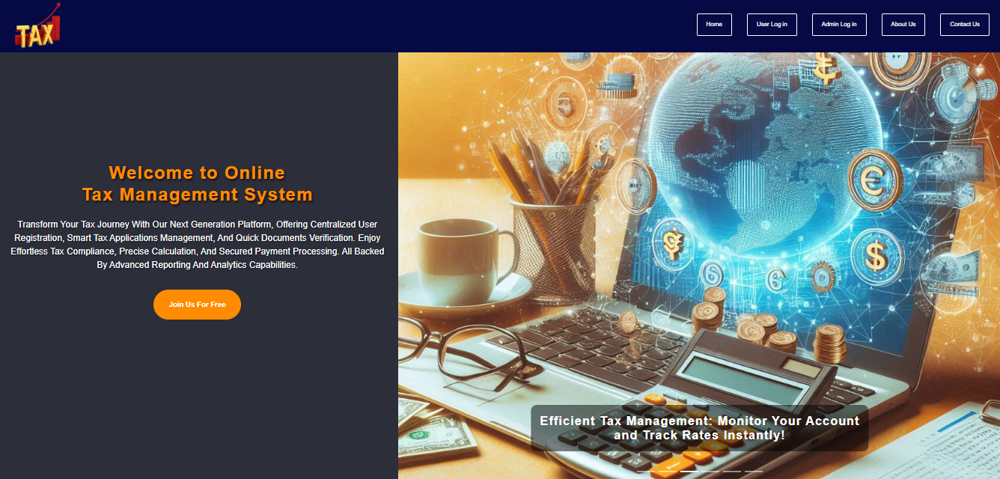 TAX
Home
User Log in
Admin Log in
About Us
Contact Us
Welcome to Online
Tax Management System
Transform Your Tax Journey With Our Next Generation Platform, Offering Centralized User
Registration, Smart Tax Applications Management, And Quick Documents Verification. Enjoy
Effortless Tax Compliance, Precise Calculation, And Secured Payment Processing. All Backed
By Advanced Reporting And Analytics Capabilities.
Join Us For Free
€
$
Efficient Tax Management: Monitor Your Account
and Track Rates Instantly!